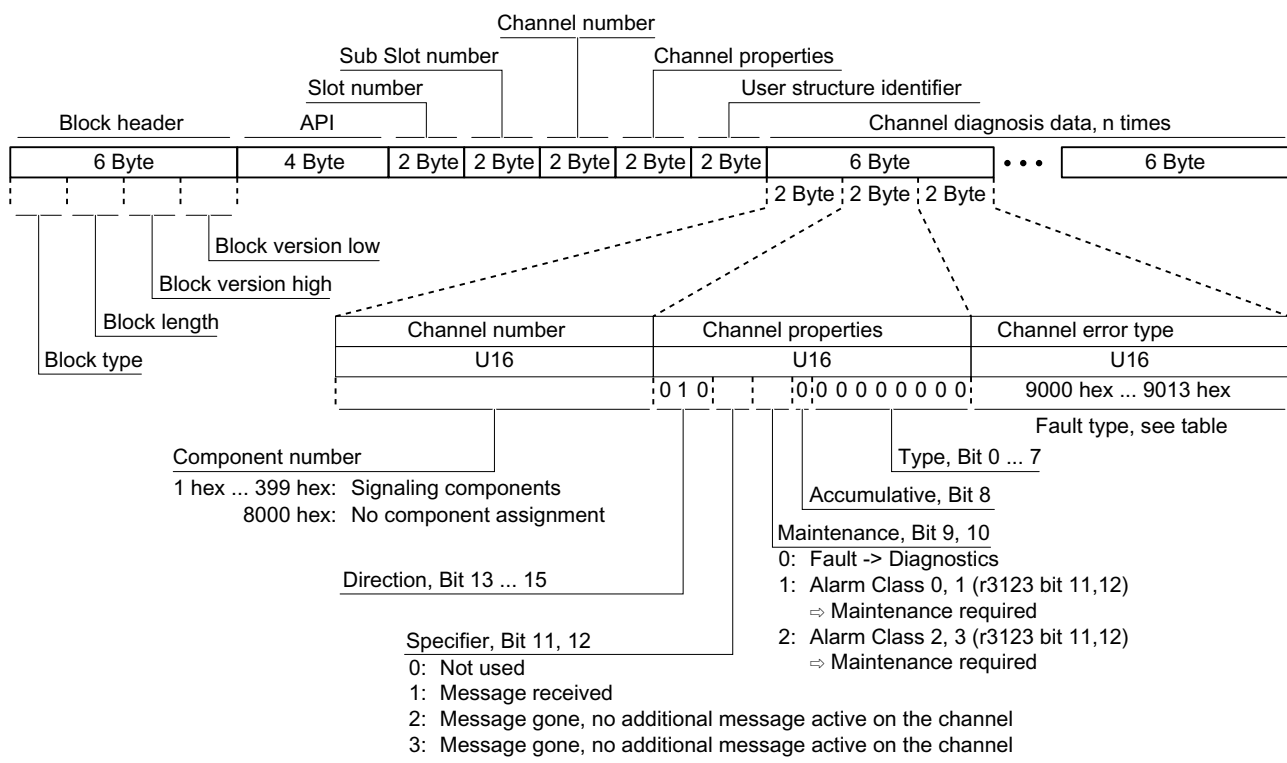 Channel number
Sub Slot number Channel properties
Slot number User structure identifier
Block header API Channel diagnosis data, n times
6 Byte 4 Byte 2 Byte 2 Byte 2 Byte 2 Byte 2 Byte 6 Byte • • • 6 Byte
2 Byte 2 Byte 2 Byte
Block version low
Block version high
Block length
Block type
Channel number Channel properties Channel error type
U16 U16 U16
0 1 0 0 0 0 0 0 0 0 0 0 9000 hex ... 9013 hex
Fault type, see table
Component number
1 hex ... 399 hex: Signaling components
8000 hex: No component assignment
Type, Bit 0 ... 7
Accumulative, Bit 8
Maintenance, Bit 9, 10
0: Fault -> Diagnostics
1: Alarm Class 0, 1 (r3123 bit 11,12)
⇨ Maintenance required
2: Alarm Class 2, 3 (r3123 bit 11,12)
⇨ Maintenance required
Direction, Bit 13 ... 15
Specifier, Bit 11, 12
0: Not used
1: Message received
2: Message gone, no additional message active on the channel
3: Message gone, no additional message active on the channel